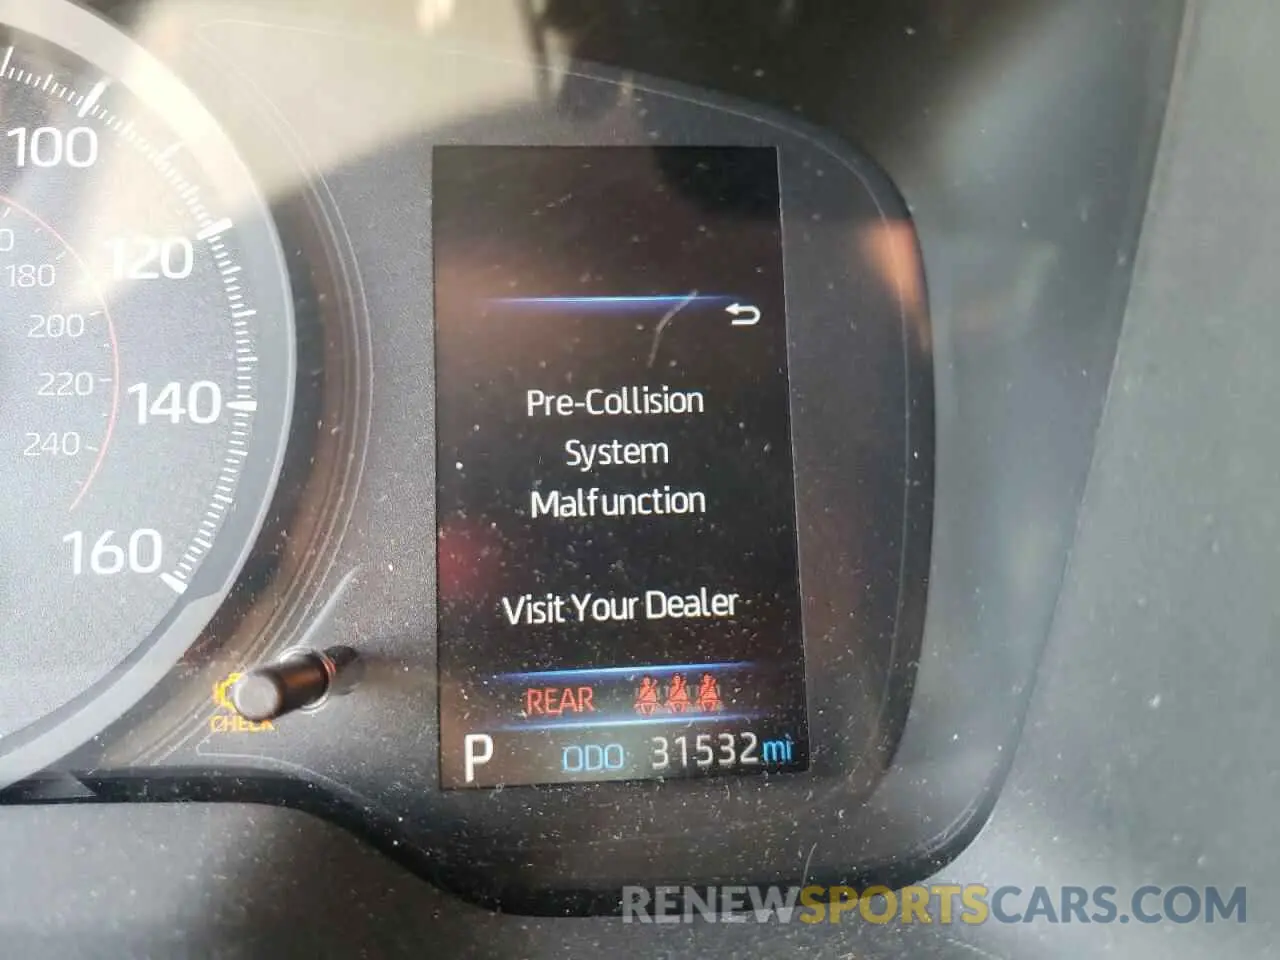 100
120
180
200
220
140
240
160
Pre-Collision
System
Malfunction
Visit Your Dealer
REAR
CHECK
P ODO 31532 mi
RENEWSPORTSCARS.COM